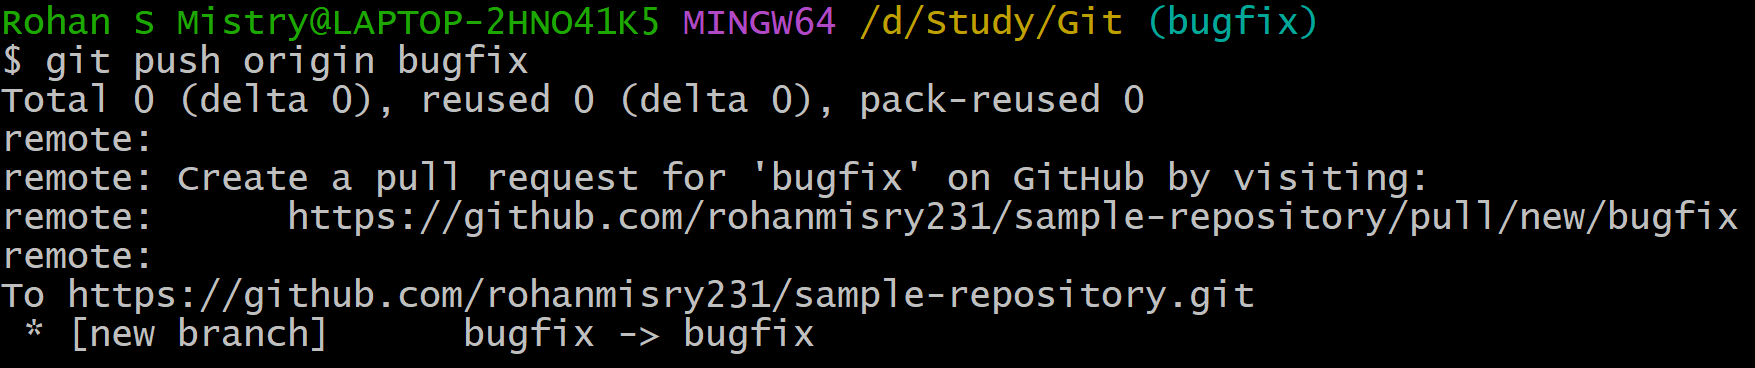 Rohan S Mistry@LAPTOP-2HNO41K5 MINGW64 /d/Study/Git (bugfix)
$ git push origin bugfix
Total 0 (delta 0), reused 0 (delta 0), pack-reused 0
remote:
remote: Create a pull request for 'bugfix' on GitHub by visiting:
remote:      https://github.com/rohanmisry231/sample-repository/pull/new/bugfix
remote:
To https://github.com/rohanmisry231/sample-repository.git
 * [new branch]      bugfix -> bugfix